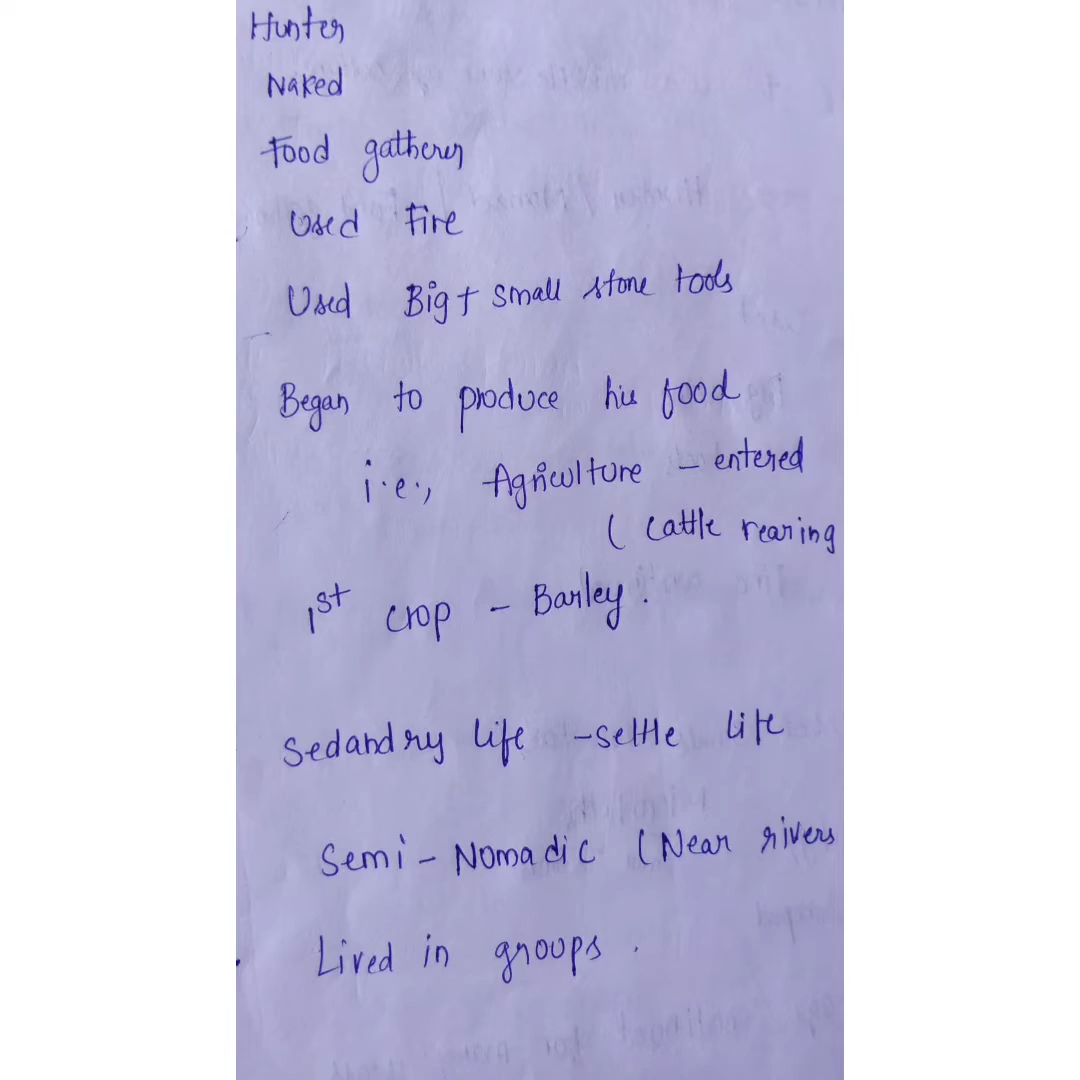 Hunter
Naked
Food gatherer
Used Fire
Used Big + small stone tools
Began to produce his food
i.e., Agriculture - entered
( Cattle rearing
1st crop - Barley.
Sedandry life - settle life
Semi - Nomadic (Near rivers
Lived in groups.